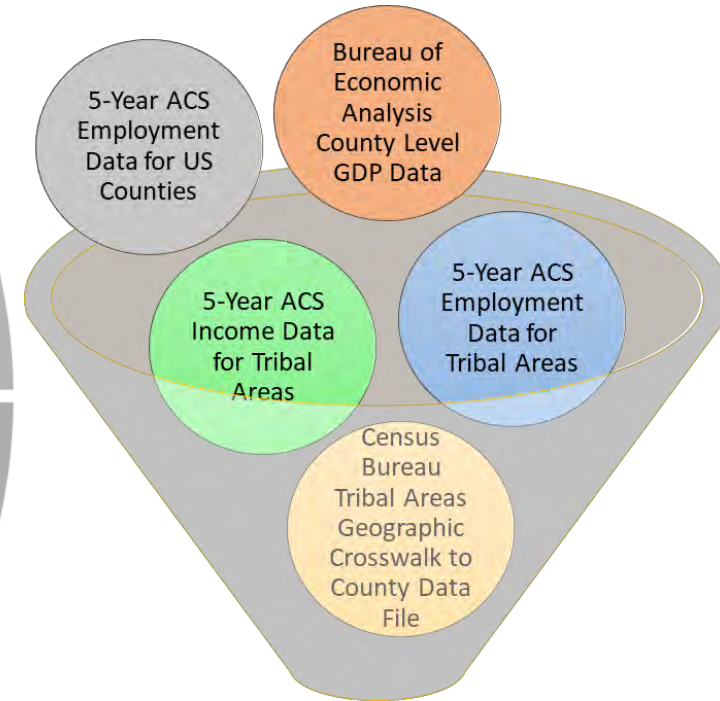 5-Year ACS
Employment
Data for US
Counties
Bureau of
Economic
Analysis
County Level
GDP Data
5-Year ACS
Income Data
for Tribal
Areas
5-Year ACS
Employment
Data for
Tribal Areas
Census
Bureau
Tribal Areas
Geographic
Crosswalk to
County Data
File